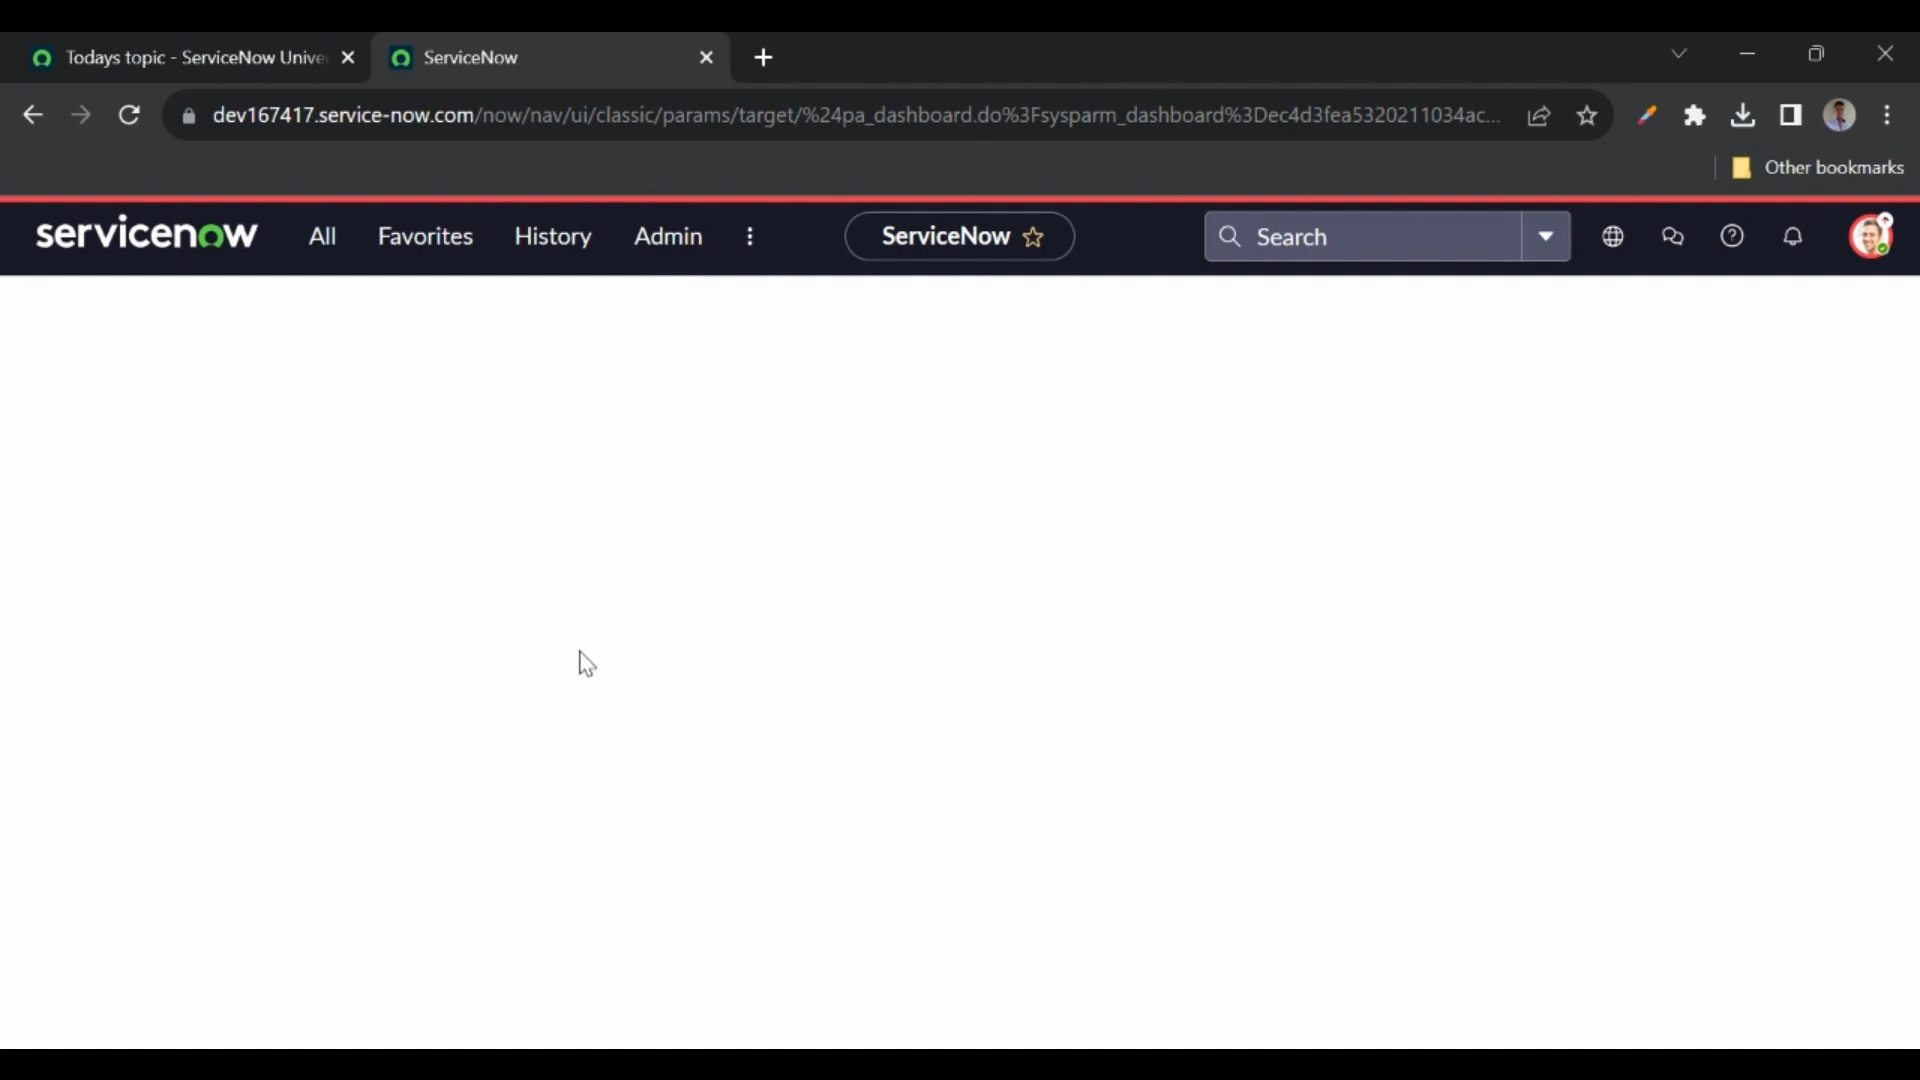 Todays topic - ServiceNow Unive
ServiceNow
dev167417.service-now.com/now/nav/ui/classic/params/target/%24pa_dashboard.do%3Fsysparm_dashboard%3Dec4d3fea5320211034ac...
Other bookmarks
servicenow All Favorites History Admin ServiceNow Search